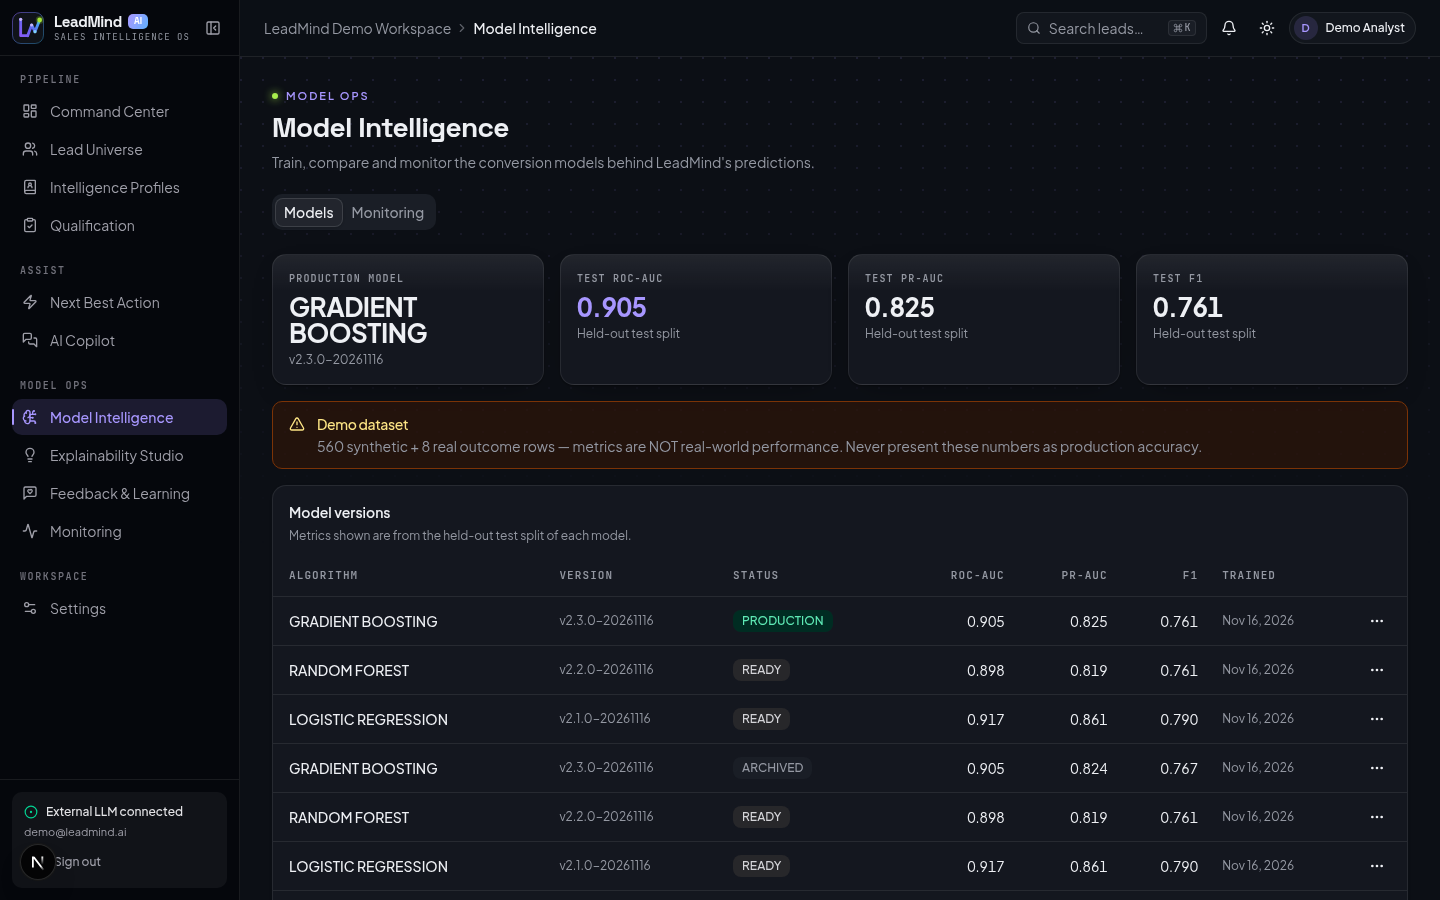 LeadMind AI
SALES INTELLIGENCE OS
LeadMind Demo Workspace > Model Intelligence
Search leads...
⌘K
D
Demo Analyst
PIPELINE
Command Center
Lead Universe
Intelligence Profiles
Qualification
ASSIST
Next Best Action
AI Copilot
MODEL OPS
Model Intelligence
Explainability Studio
Feedback & Learning
Monitoring
WORKSPACE
Settings
External LLM connected
demo@leadmind.ai
N
Sign out
MODEL OPS
Model Intelligence
Train, compare and monitor the conversion models behind LeadMind's predictions.
Models Monitoring
PRODUCTION MODEL
GRADIENT
BOOSTING
v2.3.0-20261116
TEST ROC-AUC
0.905
Held-out test split
TEST PR-AUC
0.825
Held-out test split
TEST F1
0.761
Held-out test split
Demo dataset
560 synthetic + 8 real outcome rows — metrics are NOT real-world performance. Never present these numbers as production accuracy.
Model versions
Metrics shown are from the held-out test split of each model.
ALGORITHM VERSION STATUS ROC-AUC PR-AUC F1 TRAINED
GRADIENT BOOSTING v2.3.0-20261116 PRODUCTION 0.905 0.825 0.761 Nov 16, 2026
RANDOM FOREST v2.2.0-20261116 READY 0.898 0.819 0.761 Nov 16, 2026
LOGISTIC REGRESSION v2.1.0-20261116 READY 0.917 0.861 0.790 Nov 16, 2026
GRADIENT BOOSTING v2.3.0-20261116 ARCHIVED 0.905 0.824 0.767 Nov 16, 2026
RANDOM FOREST v2.2.0-20261116 READY 0.898 0.819 0.761 Nov 16, 2026
LOGISTIC REGRESSION v2.1.0-20261116 READY 0.917 0.861 0.790 Nov 16, 2026